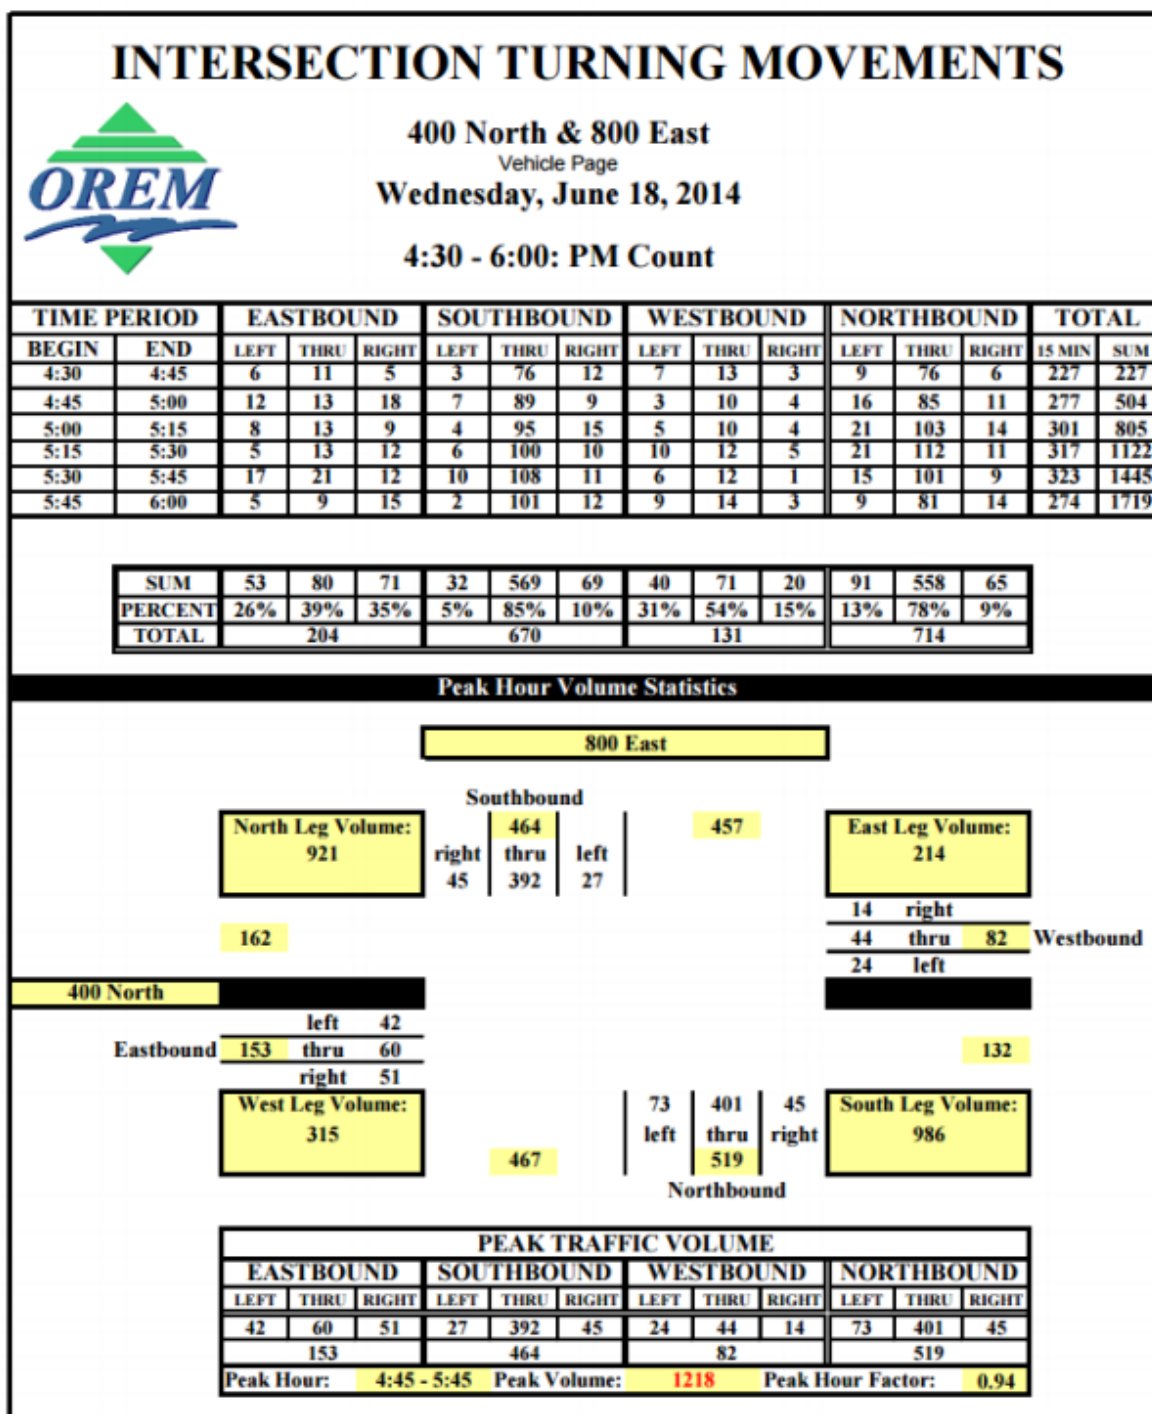 INTERSECTION TURNING MOVEMENTS
OREM
400 North & 800 East
Vehicle Page
Wednesday, June 18, 2014
4:30 - 6:00: PM Count
TIME PERIOD EASTBOUND SOUTHBOUND WESTBOUND NORTHBOUND TOTAL
BEGIN END LEFT THRU RIGHT LEFT THRU RIGHT LEFT THRU RIGHT LEFT THRU RIGHT 15 MIN SUM
4:30 4:45 6 11 5 3 76 12 7 13 3 9 76 6 227 227
4:45 5:00 12 13 18 7 89 9 3 10 4 16 85 11 277 504
5:00 5:15 8 13 9 4 95 15 5 10 4 21 103 14 301 805
5:15 5:30 5 13 12 6 100 10 10 12 5 21 112 11 317 1122
5:30 5:45 17 21 12 10 108 11 6 12 1 15 101 9 323 1445
5:45 6:00 5 9 15 2 101 12 9 14 3 9 81 14 274 1719
SUM 53 80 71 32 569 69 40 71 20 91 558 65
PERCENT 26% 39% 35% 5% 85% 10% 31% 54% 15% 13% 78% 9%
TOTAL 204 670 131 714
Peak Hour Volume Statistics
800 East
Southbound
North Leg Volume: 464 457 East Leg Volume:
921 right thru left 214
45 392 27
14 right
162 44 thru 82 Westbound
24 left
400 North
left 42
Eastbound 153 thru 60 132
right 51
West Leg Volume: 73 401 45 South Leg Volume:
315 left thru right 986
467 519
Northbound
PEAK TRAFFIC VOLUME
EASTBOUND SOUTHBOUND WESTBOUND NORTHBOUND
LEFT THRU RIGHT LEFT THRU RIGHT LEFT THRU RIGHT LEFT THRU RIGHT
42 60 51 27 392 45 24 44 14 73 401 45
153 464 82 519
Peak Hour: 4:45 - 5:45 Peak Volume: 1218 Peak Hour Factor: 0.94